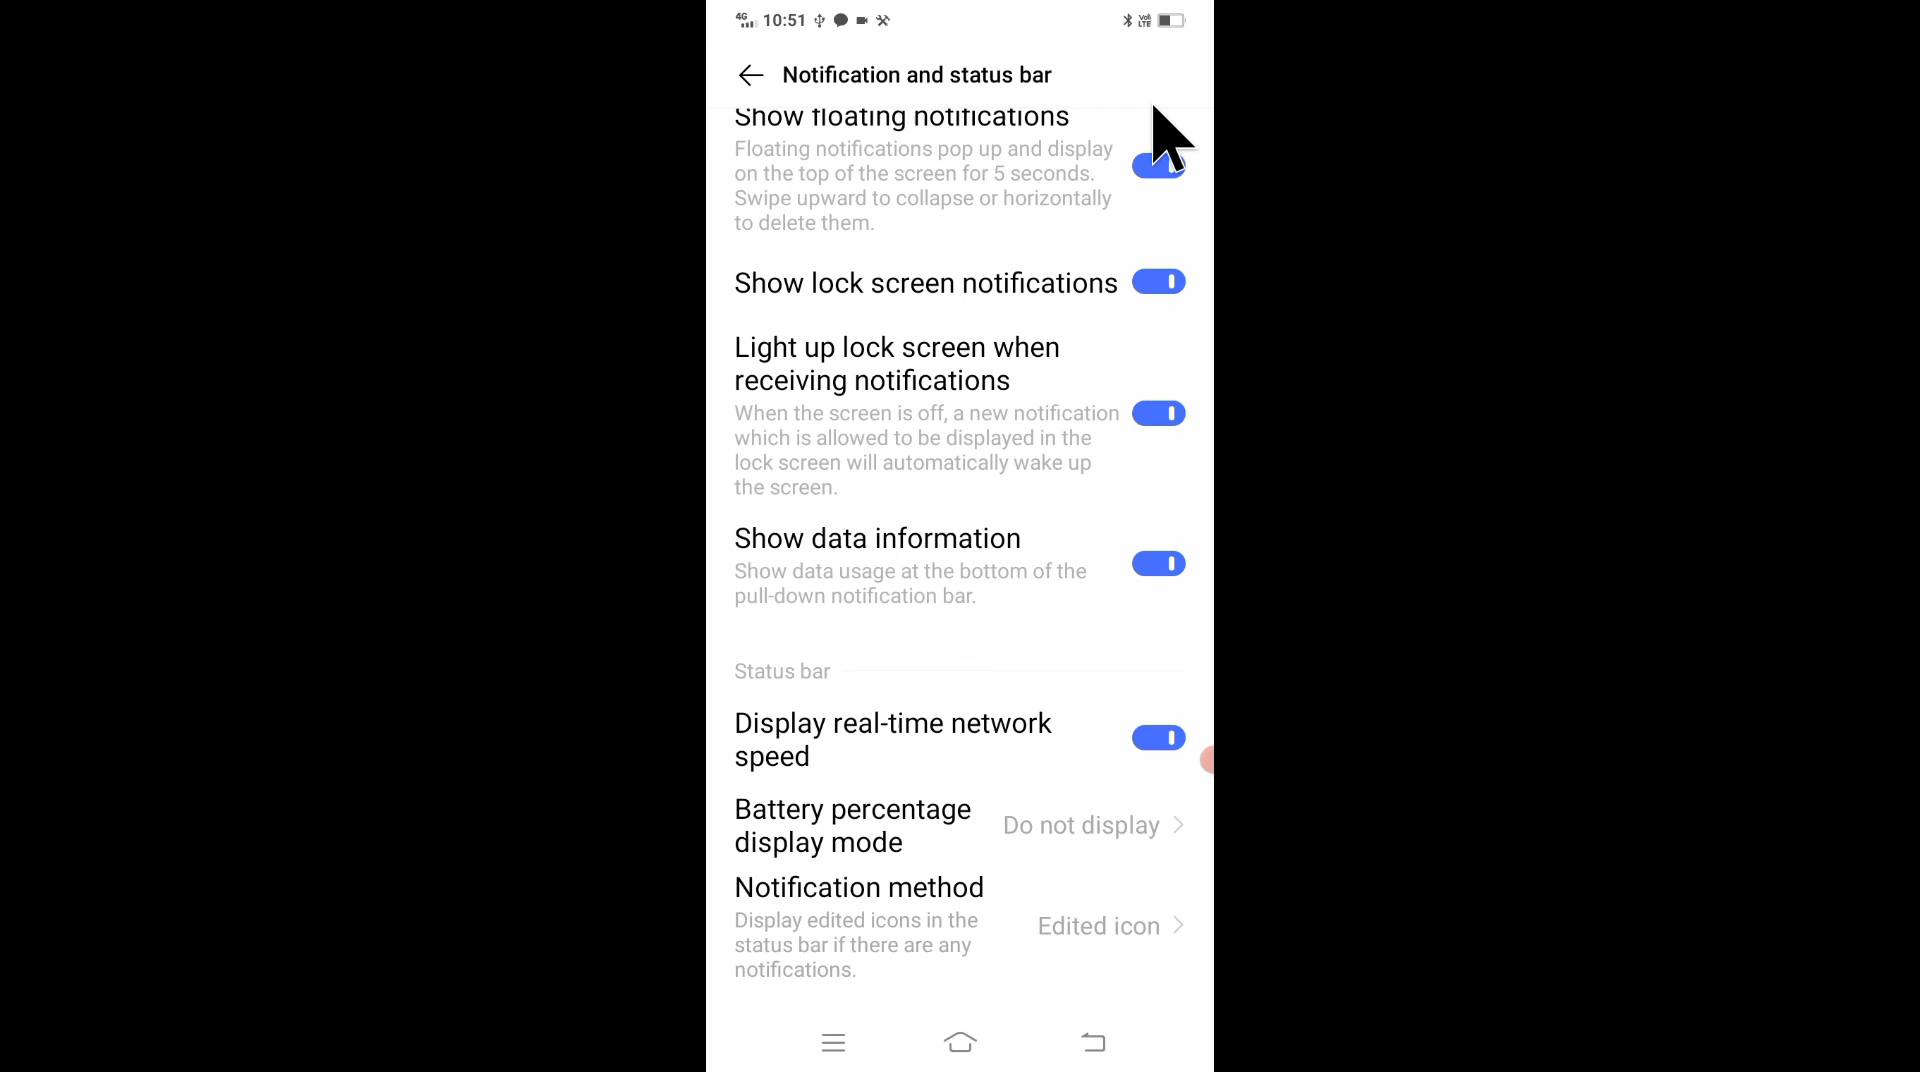 4G 10:51 VoI LTE
Notification and status bar
Show floating notifications
Floating notifications pop up and display
on the top of the screen for 5 seconds.
Swipe upward to collapse or horizontally
to delete them.
Show lock screen notifications
Light up lock screen when
receiving notifications
When the screen is off, a new notification
which is allowed to be displayed in the
lock screen will automatically wake up
the screen.
Show data information
Show data usage at the bottom of the
pull-down notification bar.
Status bar
Display real-time network
speed
Battery percentage
display mode
Do not display
Notification method
Display edited icons in the
status bar if there are any
notifications.
Edited icon